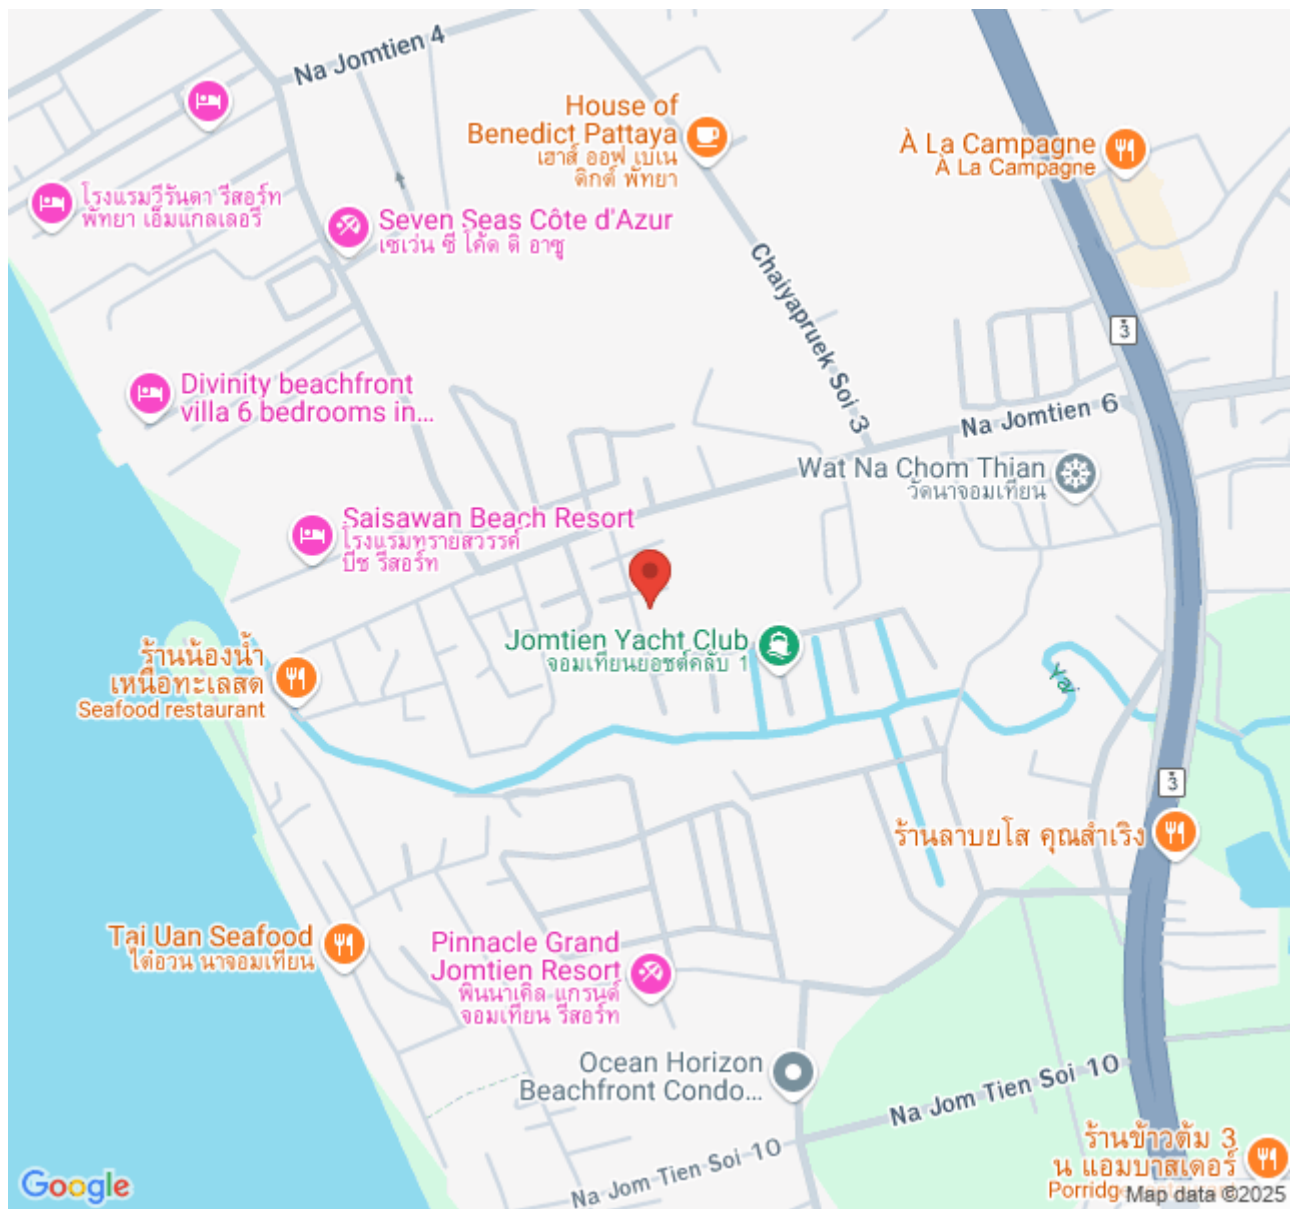 Na Jomtien 4
House of
Benedict Pattaya
เฮาส์ ออฟ เบเน
ดิกต์ พัทยา
À La Campagne
À La Campagne
โรงแรมวีรันดา รีสอร์ท
พัทยา เอ็มแกลเลอรี
Seven Seas Côte d'Azur
เซเว่น ซี โค้ด ดิ อาซู
Chaiyapruek Soi 3
3
Divinity beachfront
villa 6 bedrooms in...
Na Jomtien 6
Wat Na Chom Thian
วัดนาจอมเทียน
Saisawan Beach Resort
โรงแรมทรายสวรรค์
บีช รีสอร์ท
Jomtien Yacht Club
จอมเทียนยอชต์คลับ 1
ร้านน้องน้ำ
เหนือทะเลสด
Seafood restaurant
Yai
3
ร้านลาบยโส คุณสำเริง
Tai Uan Seafood
ไต๋อวน นาจอมเทียน
Pinnacle Grand
Jomtien Resort
พินนาเคิล แกรนด์
จอมเทียน รีสอร์ท
Ocean Horizon
Beachfront Condo...
Na Jom Tien Soi 10
Na Jom Tien Soi 10
ร้านข้าวต้ม 3
น แอมบาสเดอร์
Google
Map data ©2025